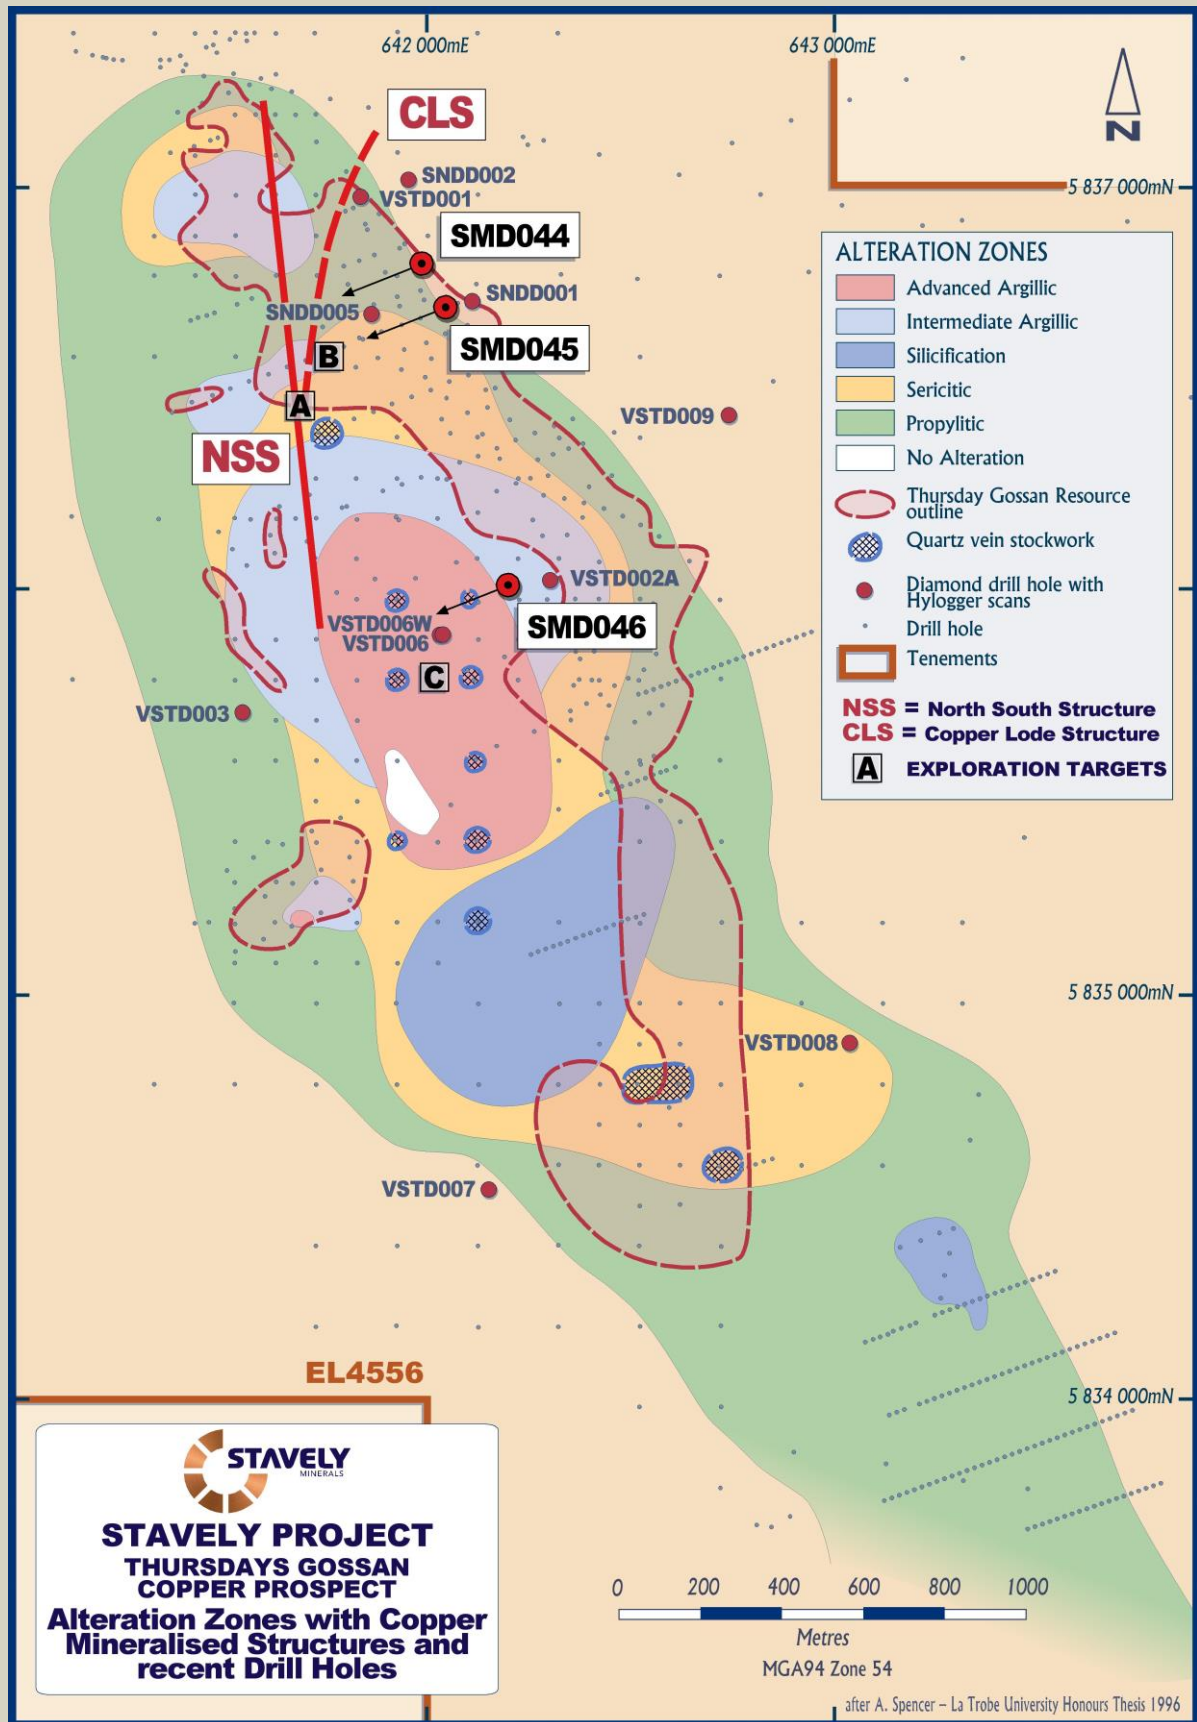 642 000mE
643 000mE
N
CLS
SNDD002
VSTD001
5 837 000mN
SMD044
SNDD001
SNDD005
SMD045
B
A
VSTD009
NSS
VSTD002A
VSTD006W
VSTD006
SMD046
C
VSTD003
ALTERATION ZONES
Advanced Argillic
Intermediate Argillic
Silicification
Sericitic
Propylitic
No Alteration
Thursday Gossan Resource
outline
Quartz vein stockwork
Diamond drill hole with
Hylogger scans
Drill hole
Tenements
NSS = North South Structure
CLS = Copper Lode Structure
A EXPLORATION TARGETS
5 835 000mN
VSTD008
VSTD007
EL4556
5 834 000mN
STAVELY
MINERALS
STAVELY PROJECT
THURSDAYS GOSSAN
COPPER PROSPECT
Alteration Zones with Copper
Mineralised Structures and
recent Drill Holes
0 200 400 600 800 1000
Metres
MGA94 Zone 54
after A. Spencer – La Trobe University Honours Thesis 1996